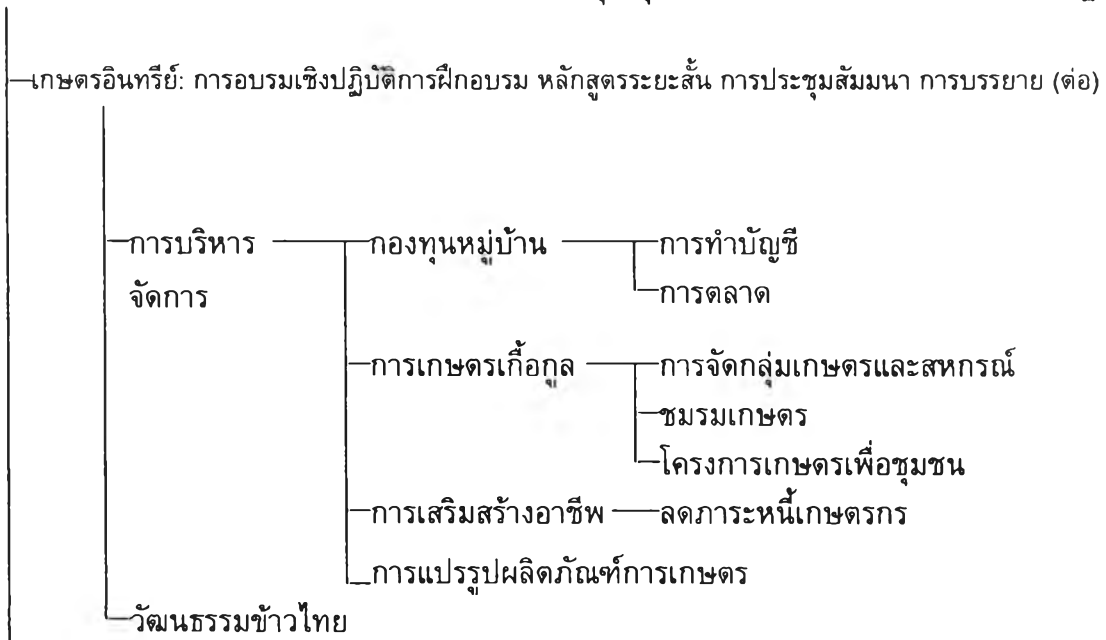 เกษตรอินทรีย์: การอบรมเชิงปฏิบัติการฝึกอบรม หลักสูตรระยะสั้น การประชุมสัมมนา การบรรยาย (ต่อ)
การบริหาร กองทุนหมู่บ้าน การทำบัญชี
จัดการ การตลาด
การเกษตรเกื้อกูล การจัดกลุ่มเกษตรและสหกรณ์
ชมรมเกษตร
โครงการเกษตรเพื่อชุมชน
การเสริมสร้างอาชีพ ลดภาระหนี้เกษตรกร
การแปรรูปผลิตภัณฑ์การเกษตร
วัฒนธรรมข้าวไทย